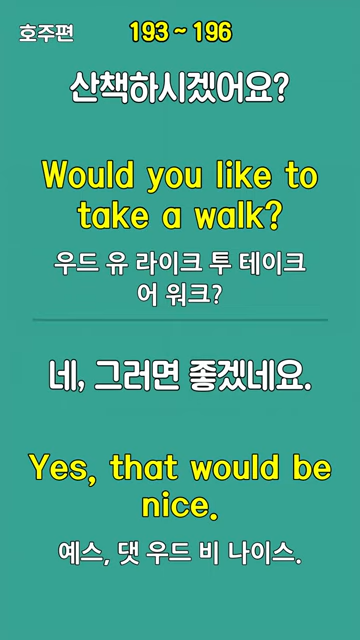 호주편
193 ~ 196
산책하시겠어요?
Would you like to
take a walk?
우드 유 라이크 투 테이크
어 워크?
네, 그러면 좋겠네요.
Yes, that would be
nice.
예스, 댓 우드 비 나이스.